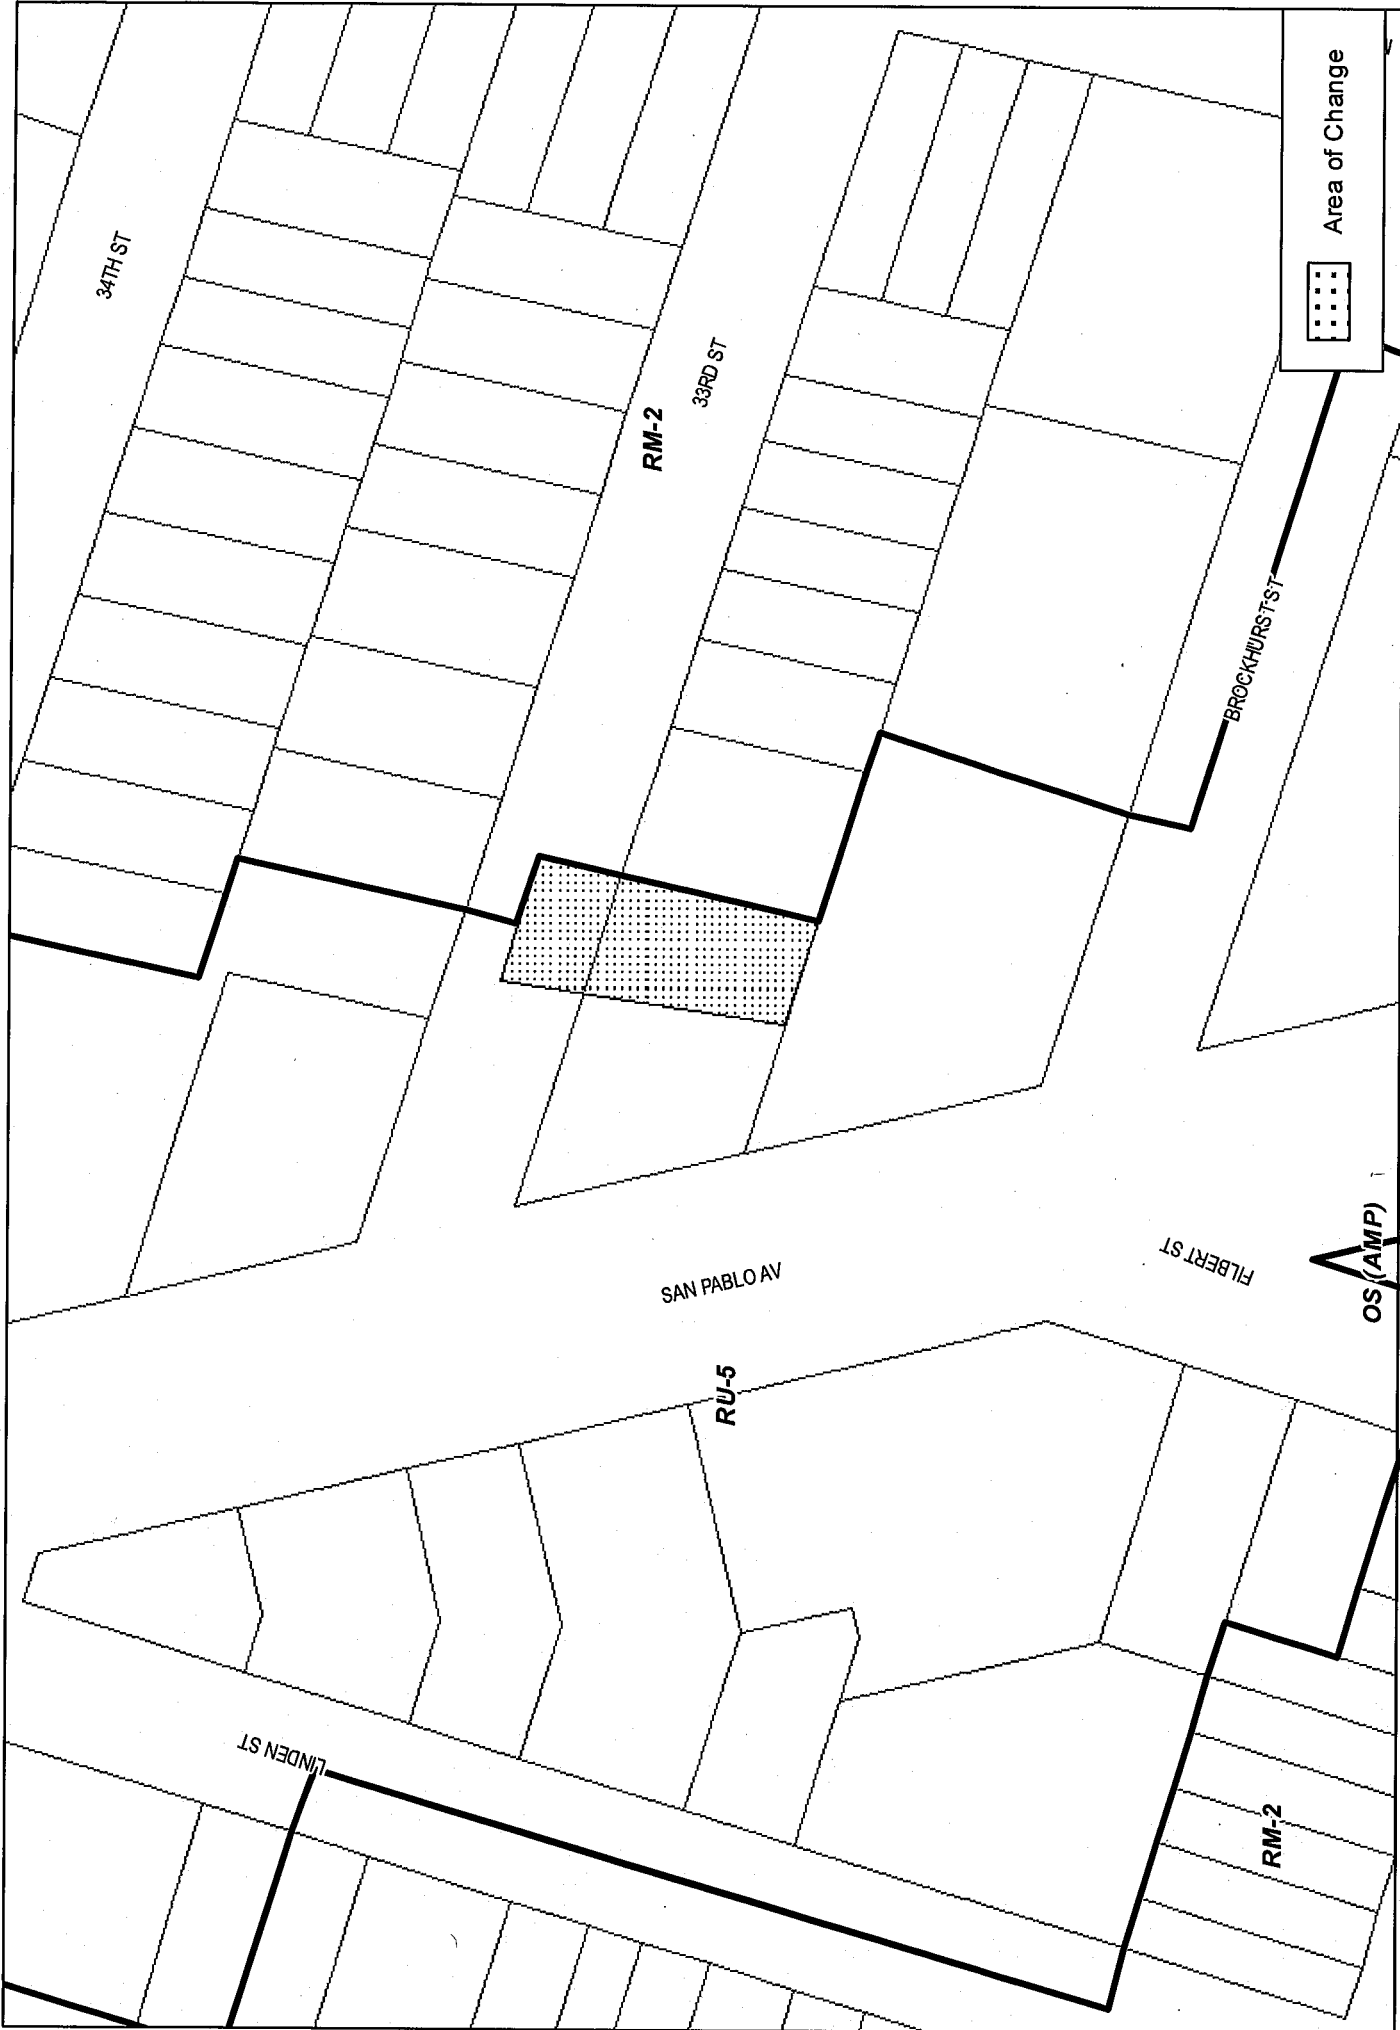 34TH ST
33RD ST
RM-2
Area of Change
BROCKHURST ST
SAN PABLO AV
FILBERT ST
OS (AMP)
RU-5
LINDEN ST
RM-2